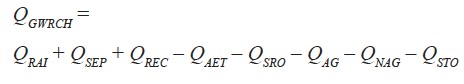 Q_GWRCH =
Q_RAI + Q_SEP + Q_REC − Q_AET − Q_SRO − Q_AG − Q_NAG − Q_STO